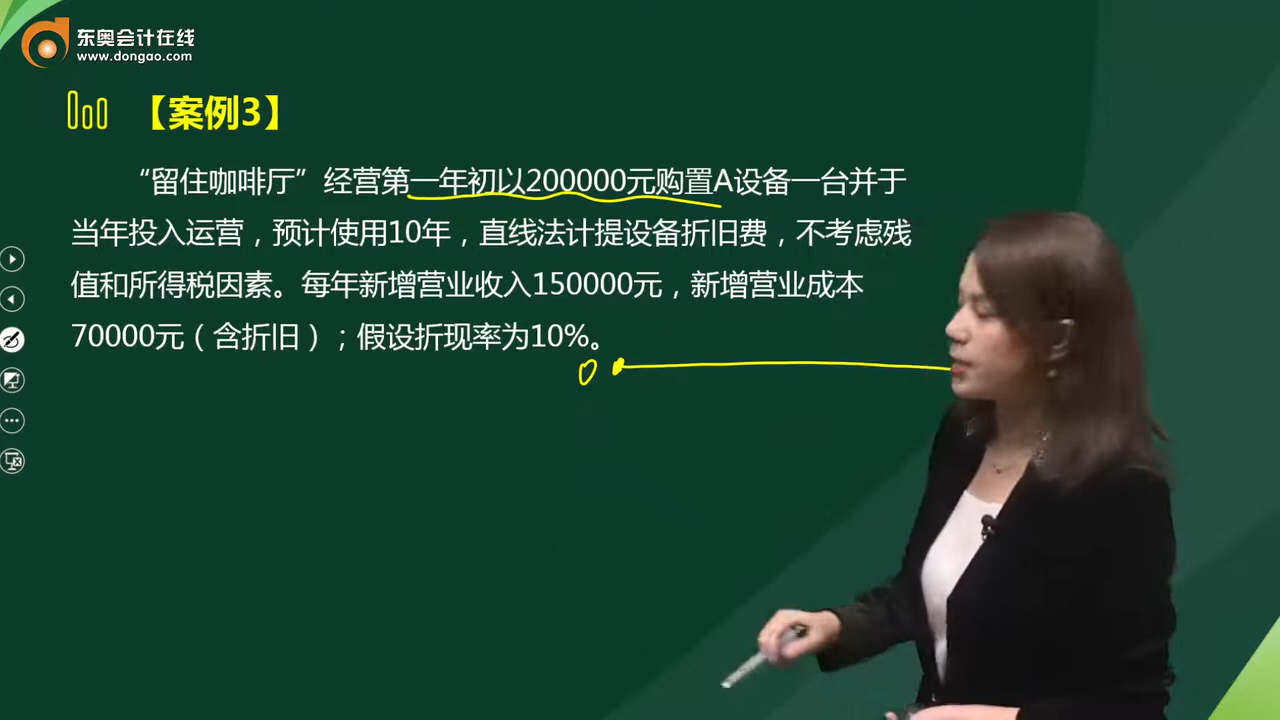 东奥会计在线
www.dongao.com
【案例3】
“留住咖啡厅”经营第一年初以200000元购置A设备一台并于
当年投入运营，预计使用10年，直线法计提设备折旧费，不考虑残
值和所得税因素。每年新增营业收入150000元，新增营业成本
70000元（含折旧）；假设折现率为10%。
0